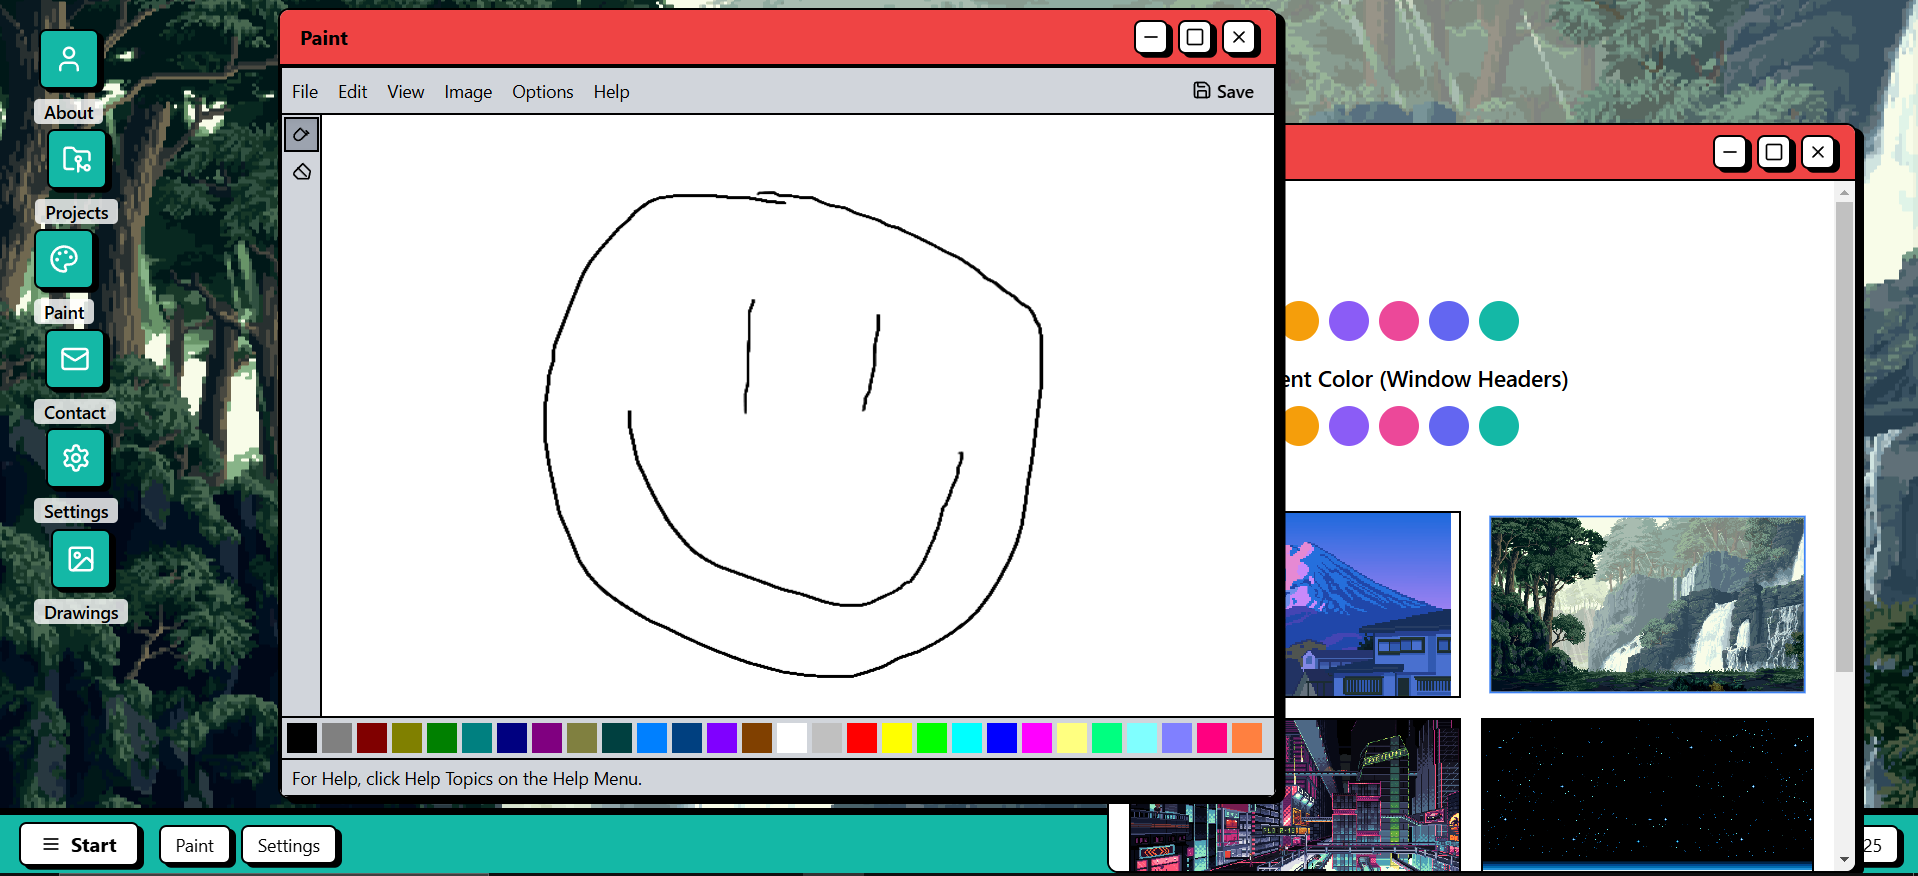 About
Projects
Paint
Contact
Settings
Drawings
Paint
File Edit View Image Options Help Save
For Help, click Help Topics on the Help Menu.
ent Color (Window Headers)
Start Paint Settings
25